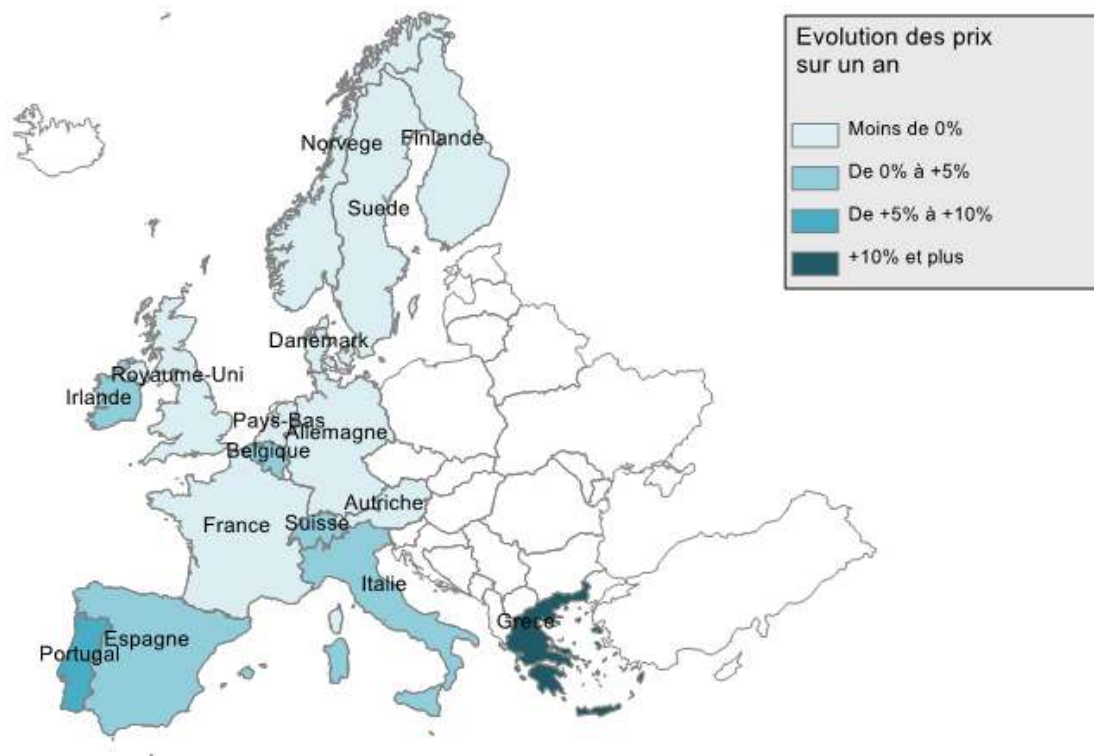 Evolution des prix
sur un an
Moins de 0%
De 0% à +5%
De +5% à +10%
+10% et plus
Norvege
Finlande
Suede
Danemark
Royaume-Uni
Irlande
Pays-Bas
Allemagne
Belgique
Autriche
France
Suisse
Italie
Grece
Espagne
Portugal